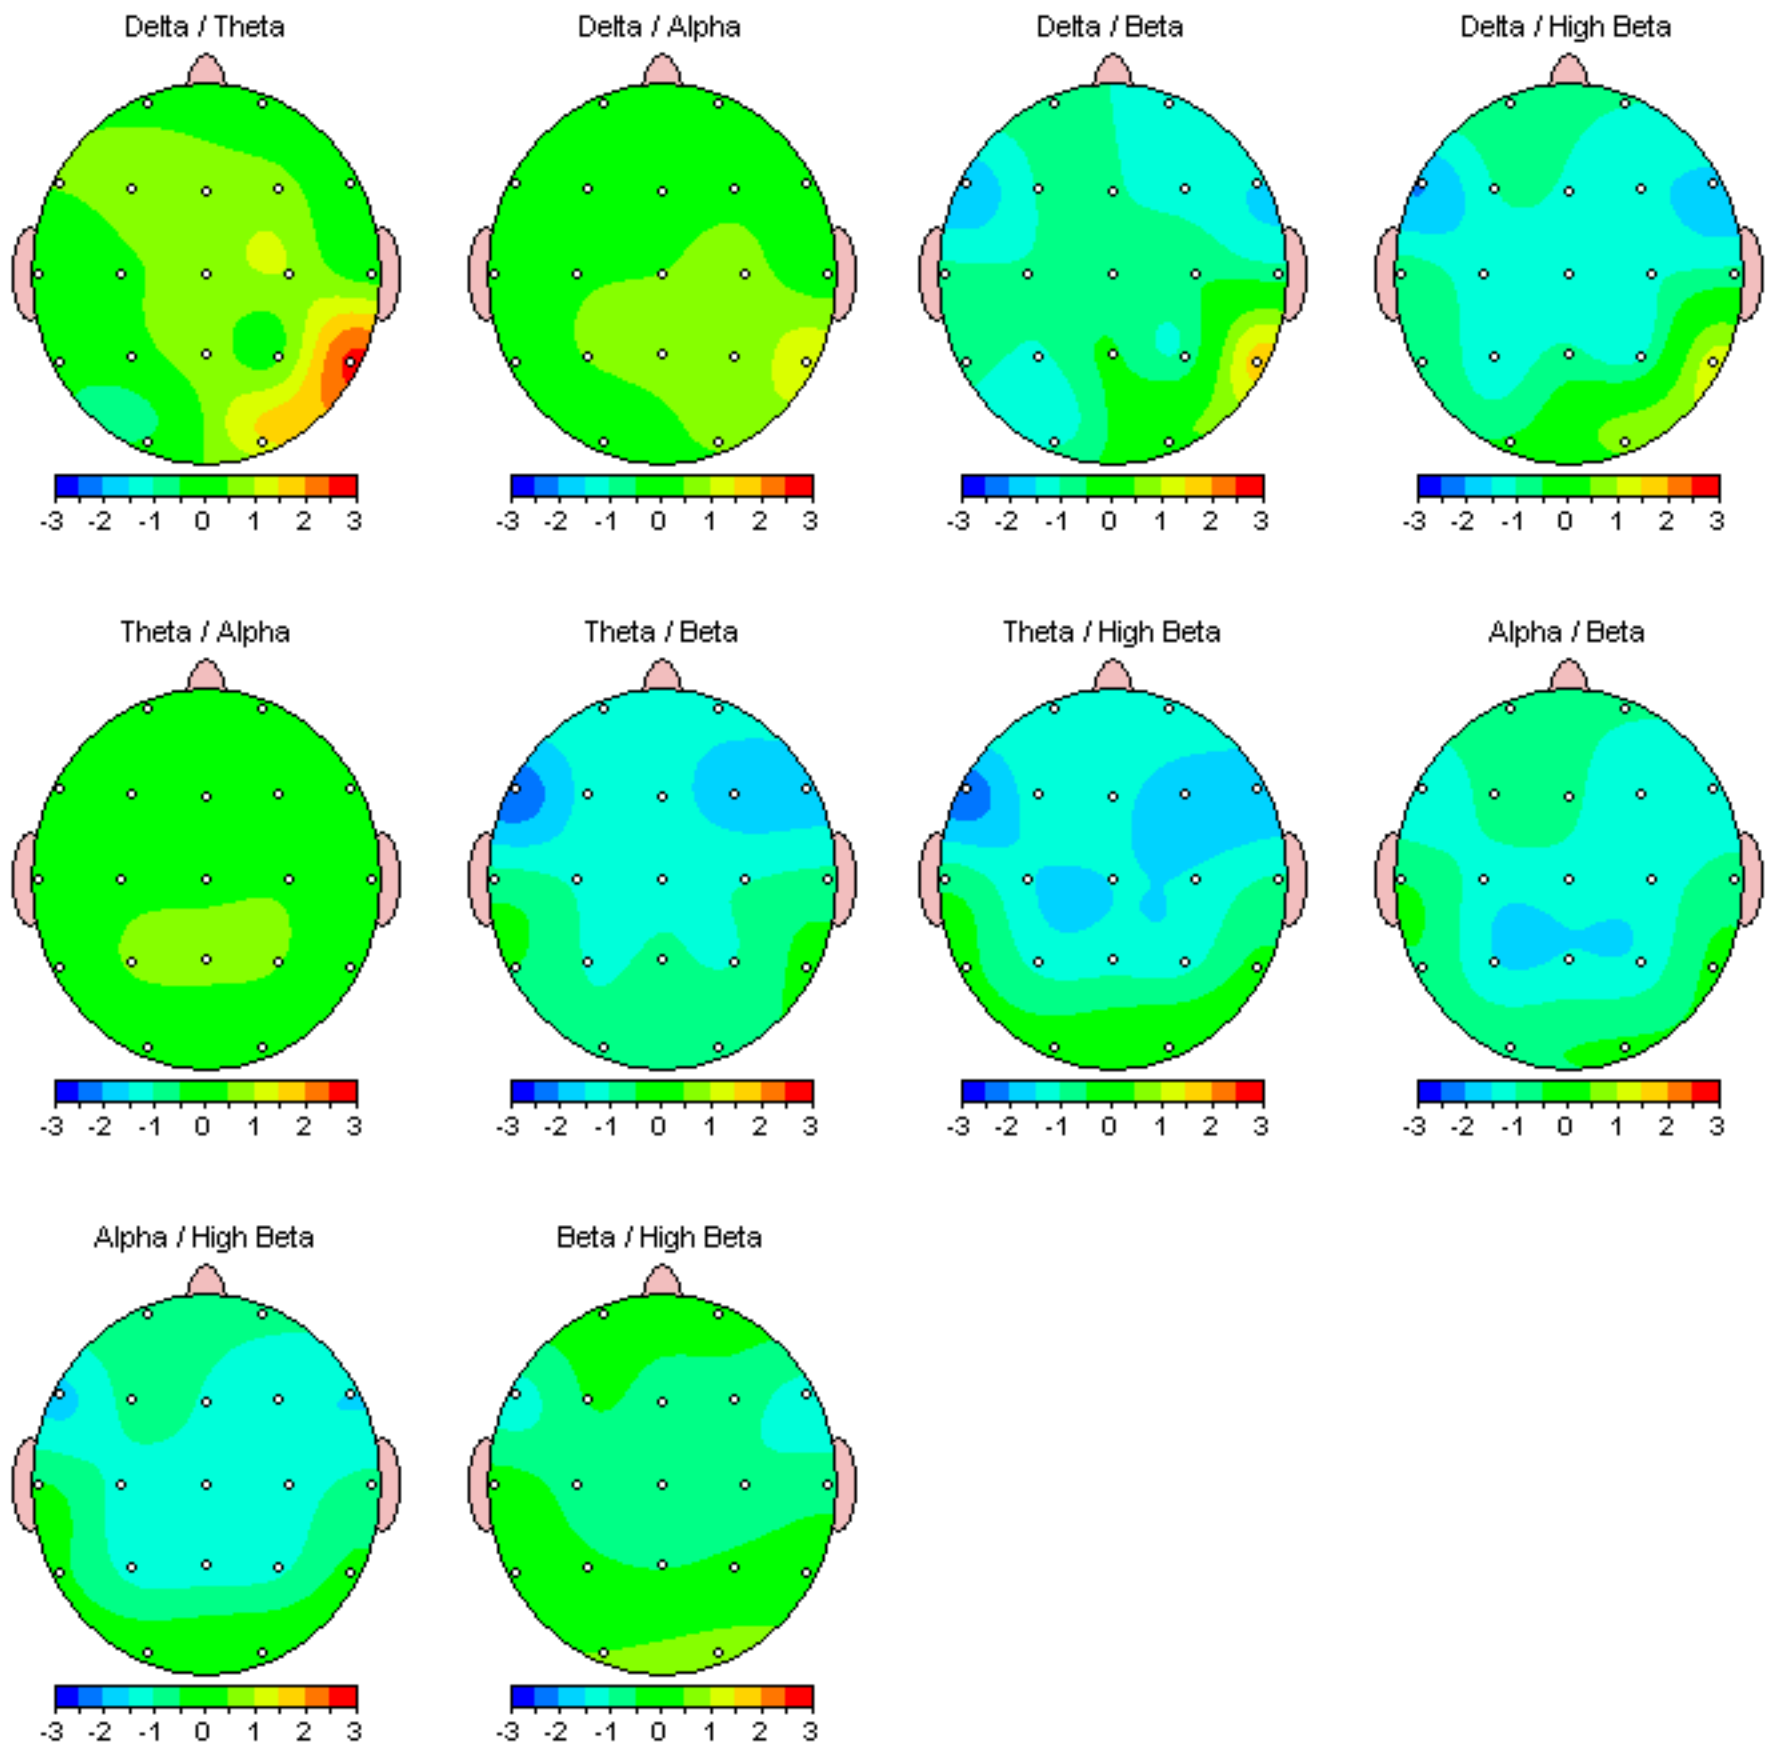 Delta / Theta Delta / Alpha Delta / Beta Delta / High Beta
-3 -2 -1 0 1 2 3 -3 -2 -1 0 1 2 3 -3 -2 -1 0 1 2 3 -3 -2 -1 0 1 2 3
Theta / Alpha Theta / Beta Theta / High Beta Alpha / Beta
-3 -2 -1 0 1 2 3 -3 -2 -1 0 1 2 3 -3 -2 -1 0 1 2 3 -3 -2 -1 0 1 2 3
Alpha / High Beta Beta / High Beta
-3 -2 -1 0 1 2 3 -3 -2 -1 0 1 2 3